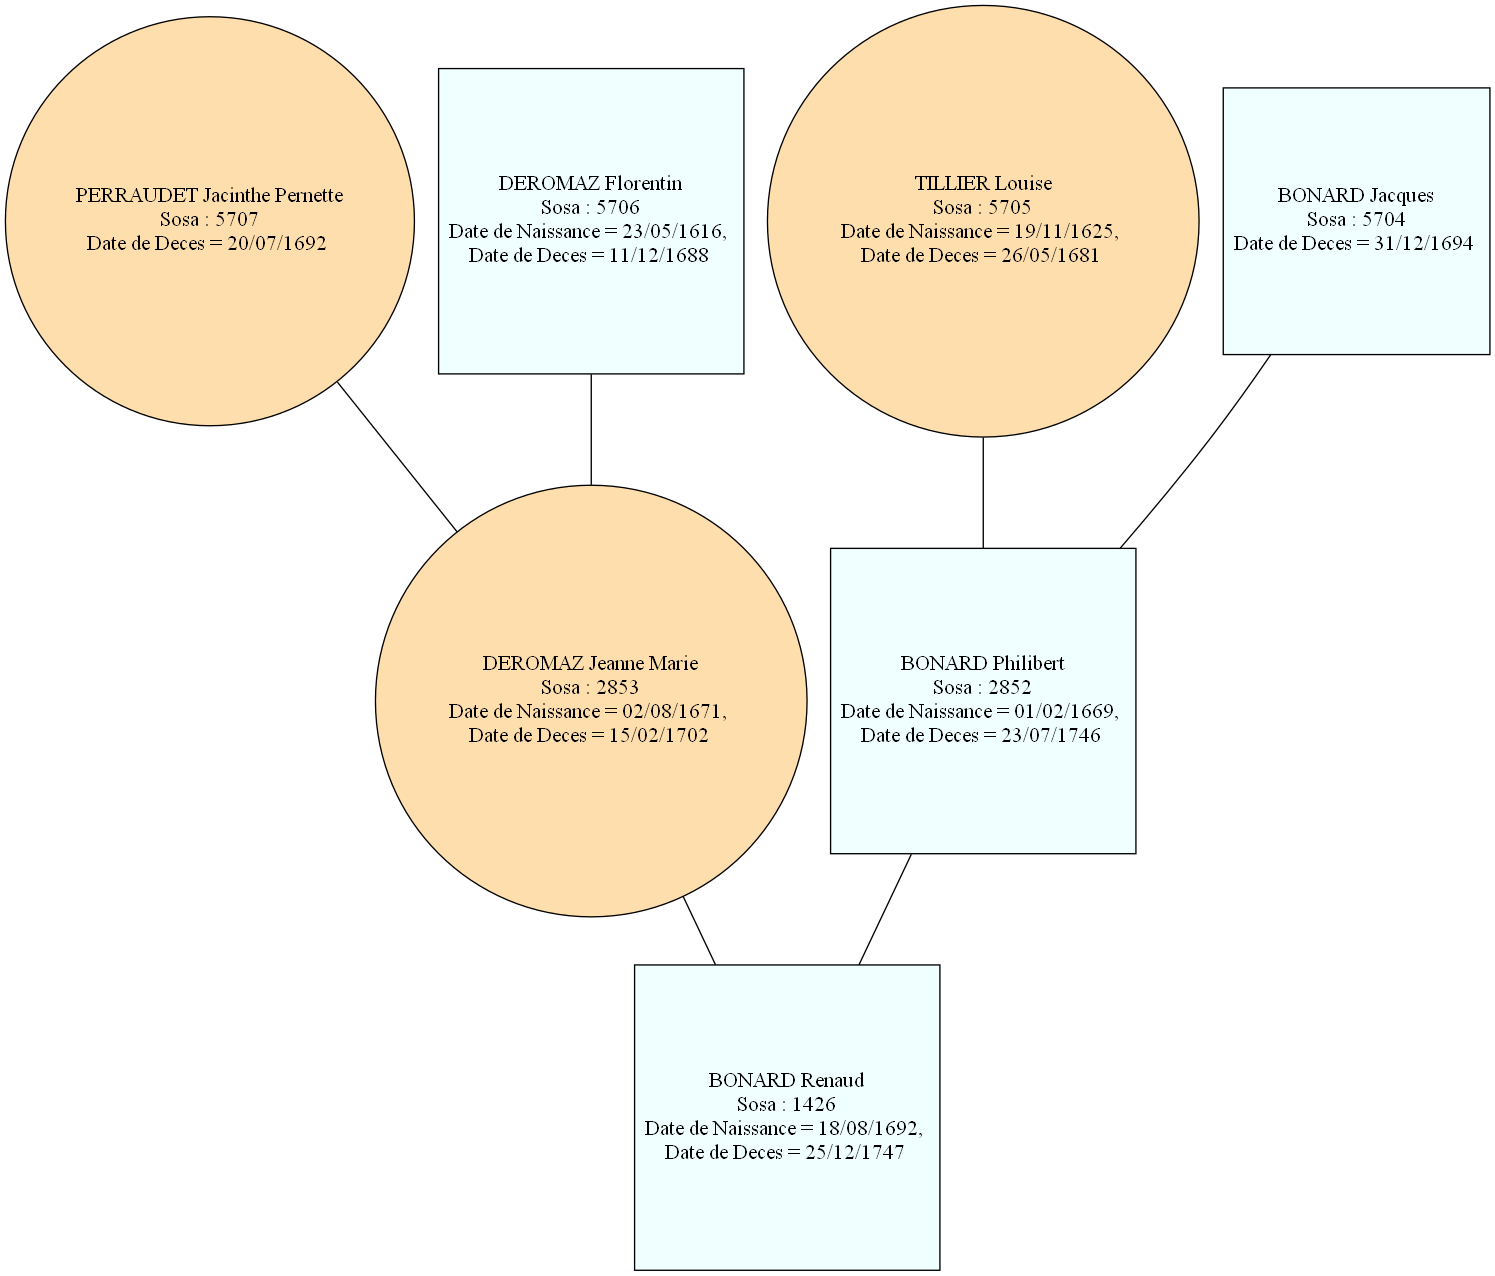 PERRAUDET Jacinthe Pernette
Sosa : 5707
Date de Deces = 20/07/1692
DEROMAZ Florentin
Sosa : 5706
Date de Naissance = 23/05/1616,
Date de Deces = 11/12/1688
TILLIER Louise
Sosa : 5705
Date de Naissance = 19/11/1625,
Date de Deces = 26/05/1681
BONARD Jacques
Sosa : 5704
Date de Deces = 31/12/1694
DEROMAZ Jeanne Marie
Sosa : 2853
Date de Naissance = 02/08/1671,
Date de Deces = 15/02/1702
BONARD Philibert
Sosa : 2852
Date de Naissance = 01/02/1669,
Date de Deces = 23/07/1746
BONARD Renaud
Sosa : 1426
Date de Naissance = 18/08/1692,
Date de Deces = 25/12/1747